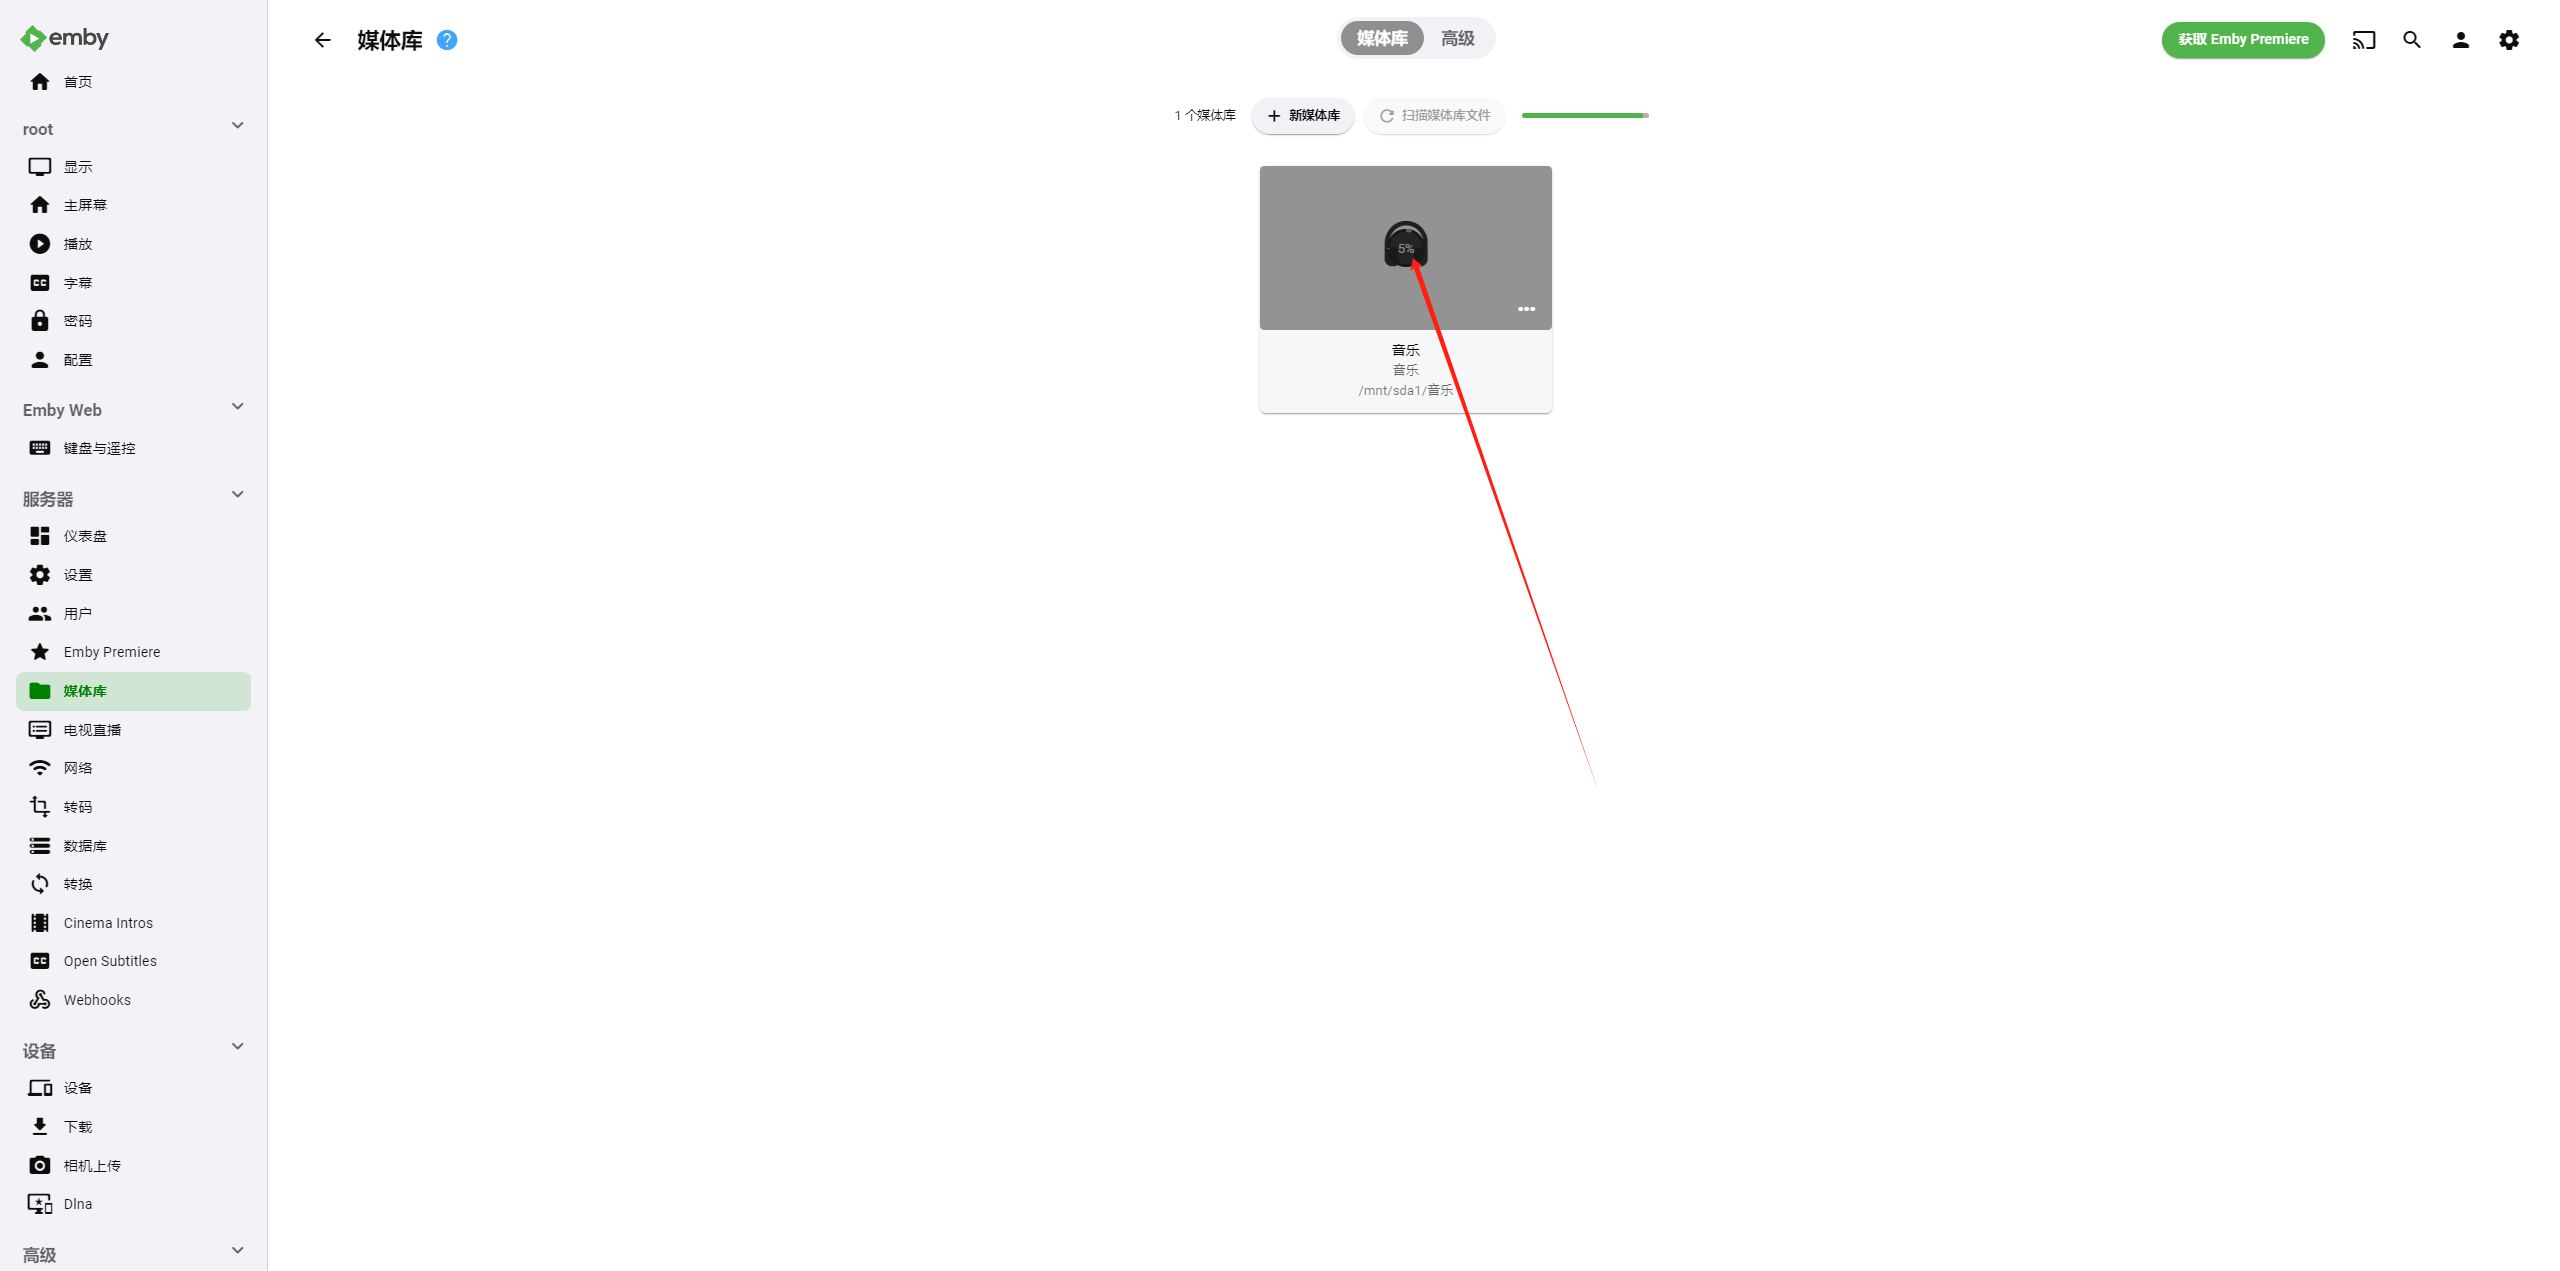 emby
首页
root
显示
主屏幕
播放
字幕
密码
配置
Emby Web
键盘与遥控
服务器
仪表盘
设置
用户
Emby Premiere
媒体库
电视直播
网络
转码
数据库
转换
Cinema Intros
Open Subtitles
Webhooks
设备
设备
下载
相机上传
Dlna
高级
媒体库 ?
媒体库 高级
获取 Emby Premiere
1 个媒体库 + 新媒体库 扫描媒体库文件
5%
音乐
音乐
/mnt/sda1/音乐